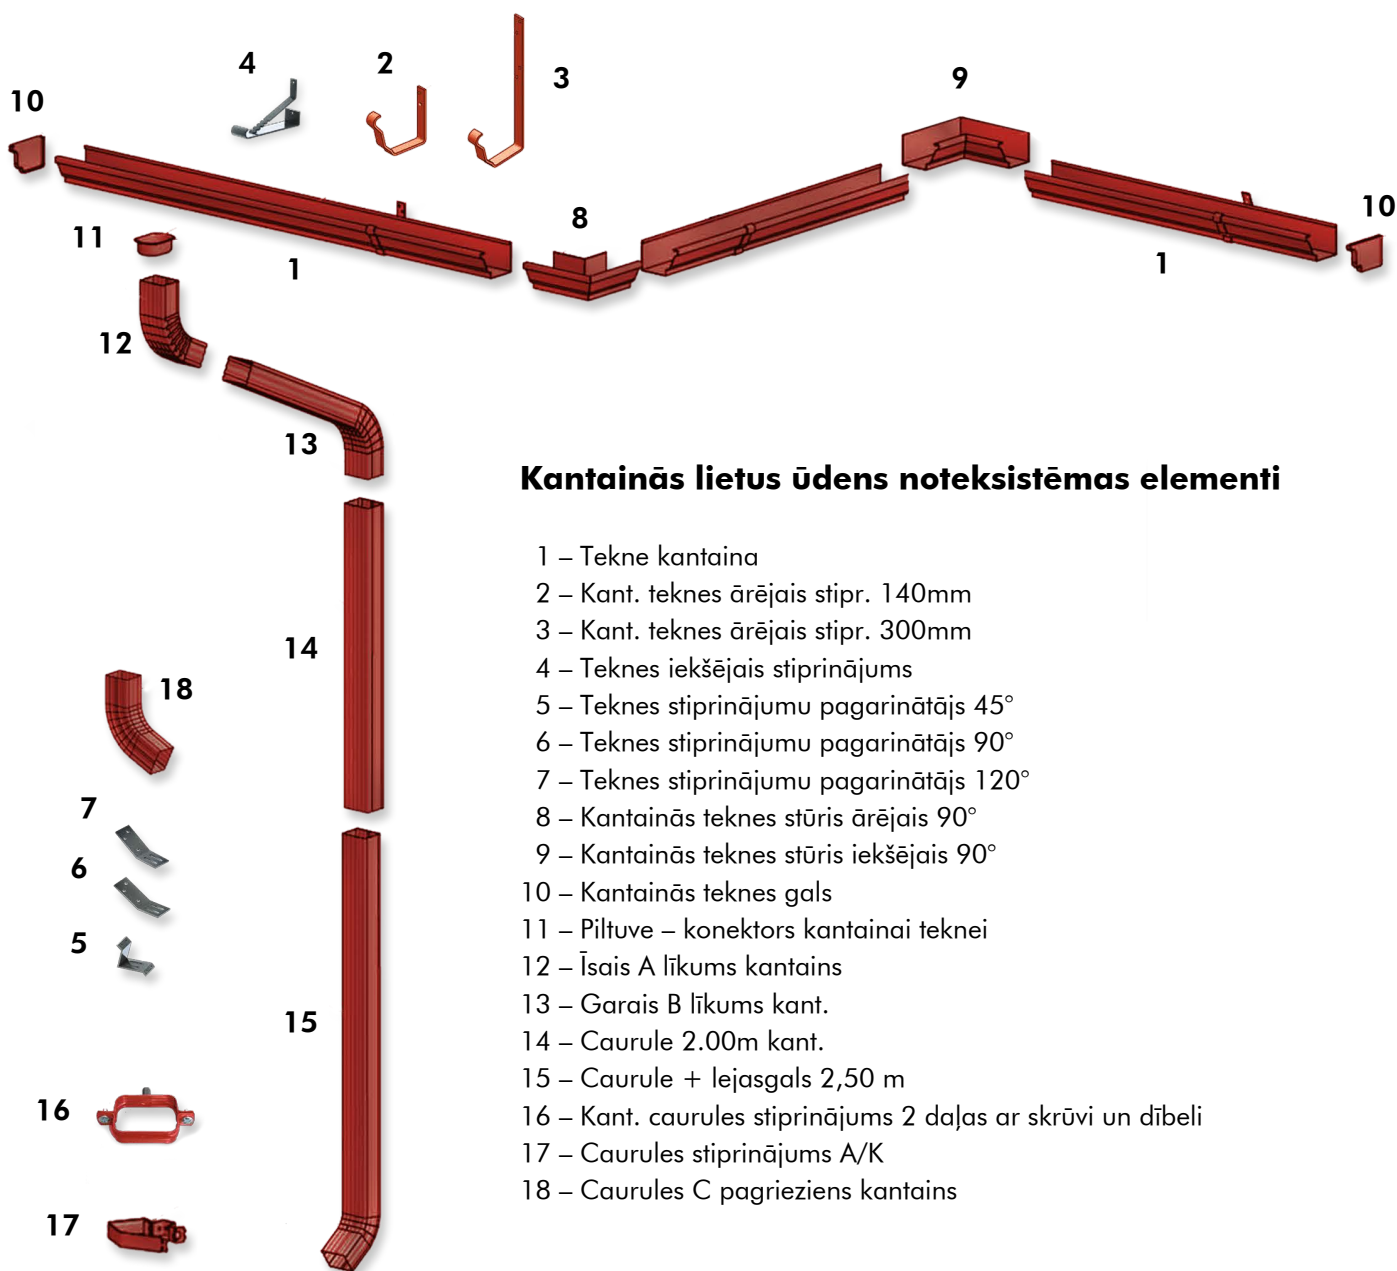 4
2
3
9
10
8
10
11
1
1
12
13
Kantainās lietus ūdens noteksistēmas elementi
1 – Tekne kantaina
2 – Kant. teknes ārējais stipr. 140mm
3 – Kant. teknes ārējais stipr. 300mm
4 – Teknes iekšējais stiprinājums
5 – Teknes stiprinājumu pagarinātājs 45°
6 – Teknes stiprinājumu pagarinātājs 90°
7 – Teknes stiprinājumu pagarinātājs 120°
8 – Kantainās teknes stūris ārējais 90°
9 – Kantainās teknes stūris iekšējais 90°
10 – Kantainās teknes gals
11 – Piltuve – konektors kantainai teknei
12 – Īsais A līkums kantains
13 – Garais B līkums kant.
14 – Caurule 2.00m kant.
15 – Caurule + lejasgals 2,50 m
16 – Kant. caurules stiprinājums 2 daļas ar skrūvi un dībeli
17 – Caurules stiprinājums A/K
18 – Caurules C pagrieziens kantains
14
18
7
6
5
15
16
17